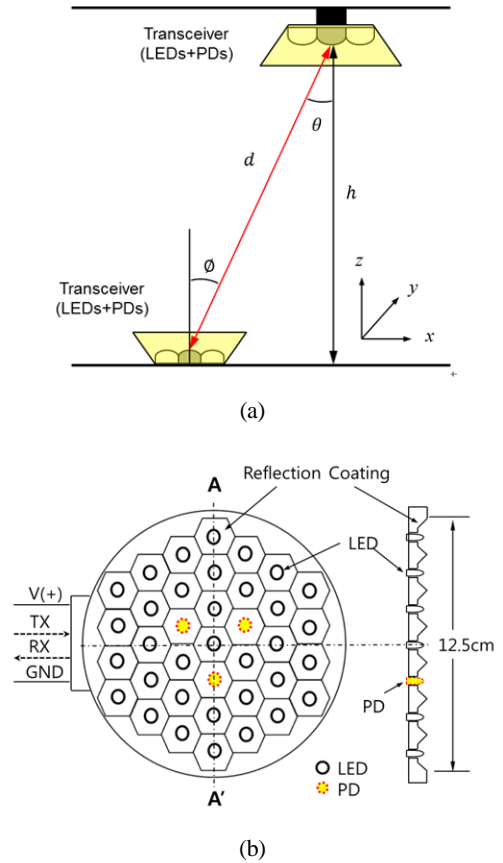 Transceiver
(LEDs+PDs)
θ
d
h
ϕ
Transceiver
(LEDs+PDs)
z
y
x
(a)
Reflection Coating
A
LED
V(+)
TX
RX
GND
12.5cm
PD
LED
PD
A'
(b)